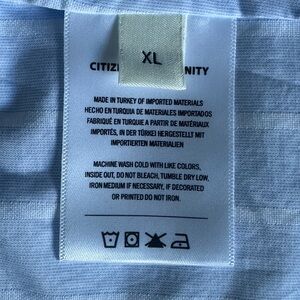 XL
CITIZE NITY
MADE IN TURKEY OF IMPORTED MATERIALS
HECHO EN TURQUIA DE MATERIALES IMPORTADOS
FABRIQUÉ EN TURQUIE A PARTIR DE MATÉRIAUX
IMPORTÉS, IN DER TÜRKEI HERGESTELLT MIT
IMPORTIERTEN MATERIALIEN
MACHINE WASH COLD WITH LIKE COLORS,
INSIDE OUT, DO NOT BLEACH, TUMBLE DRY LOW,
IRON MEDIUM IF NECESSARY, IF DECORATED
OR PRINTED DO NOT IRON.